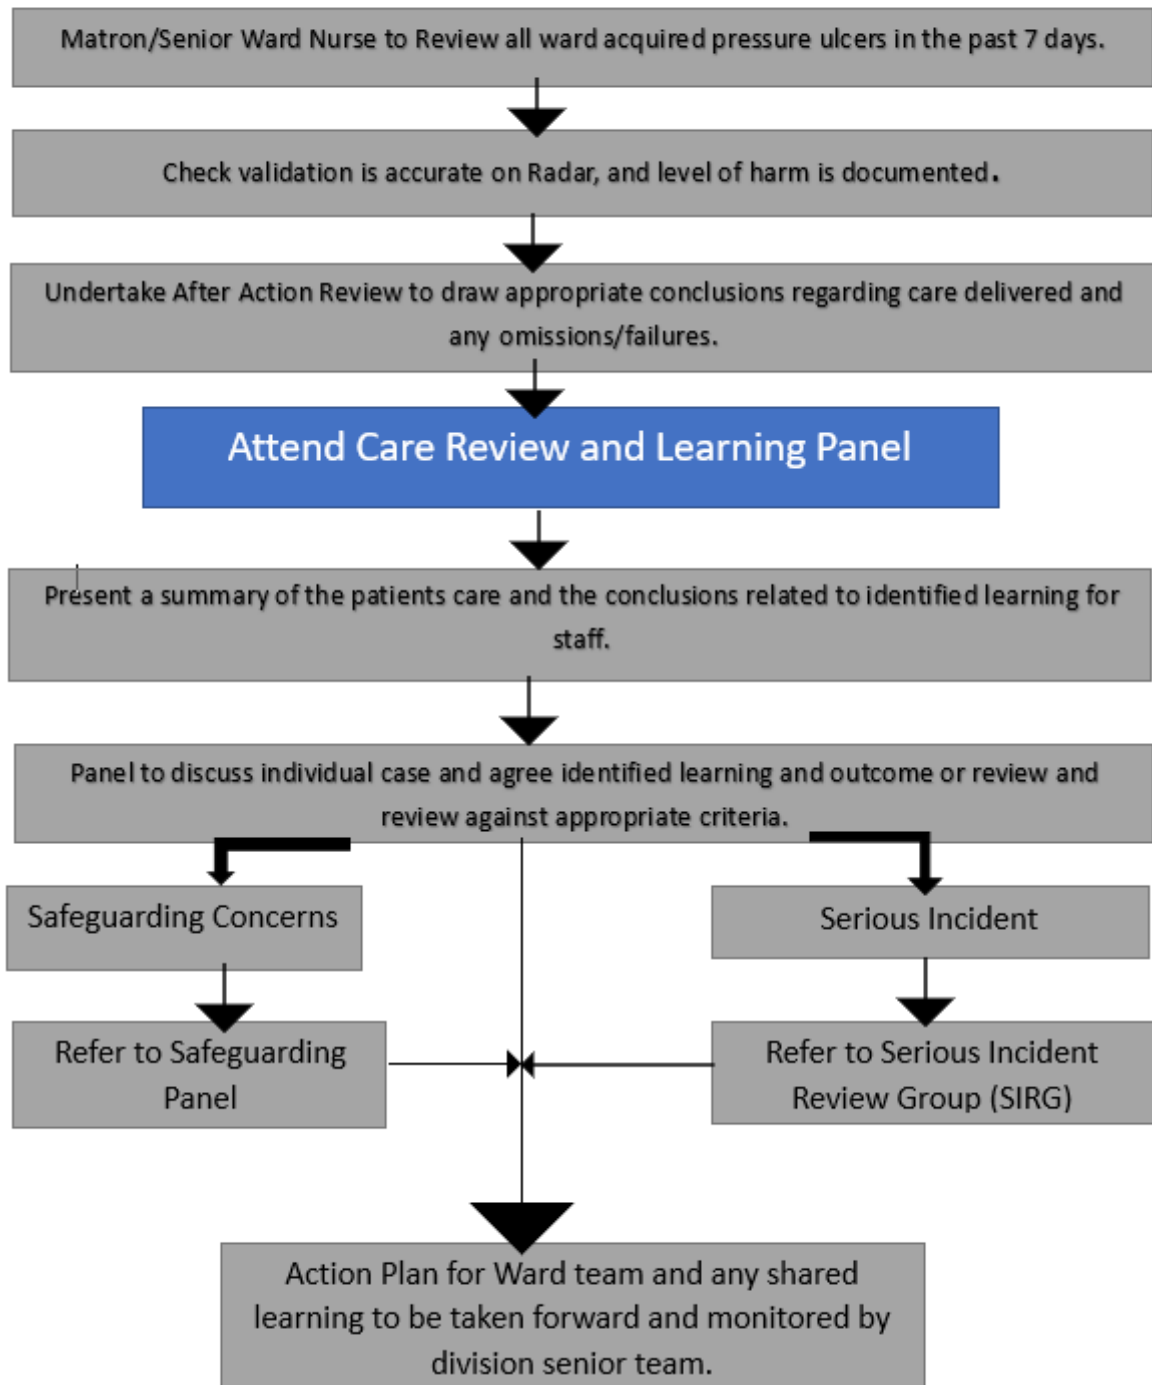 Matron/Senior Ward Nurse to Review all ward acquired pressure ulcers in the past 7 days.
Check validation is accurate on Radar, and level of harm is documented.
Undertake After Action Review to draw appropriate conclusions regarding care delivered and
any omissions/failures.
Attend Care Review and Learning Panel
Present a summary of the patients care and the conclusions related to identified learning for
staff.
Panel to discuss individual case and agree identified learning and outcome or review and
review against appropriate criteria.
Safeguarding Concerns
Serious Incident
Refer to Safeguarding
Panel
Refer to Serious Incident
Review Group (SIRG)
Action Plan for Ward team and any shared
learning to be taken forward and monitored by
division senior team.